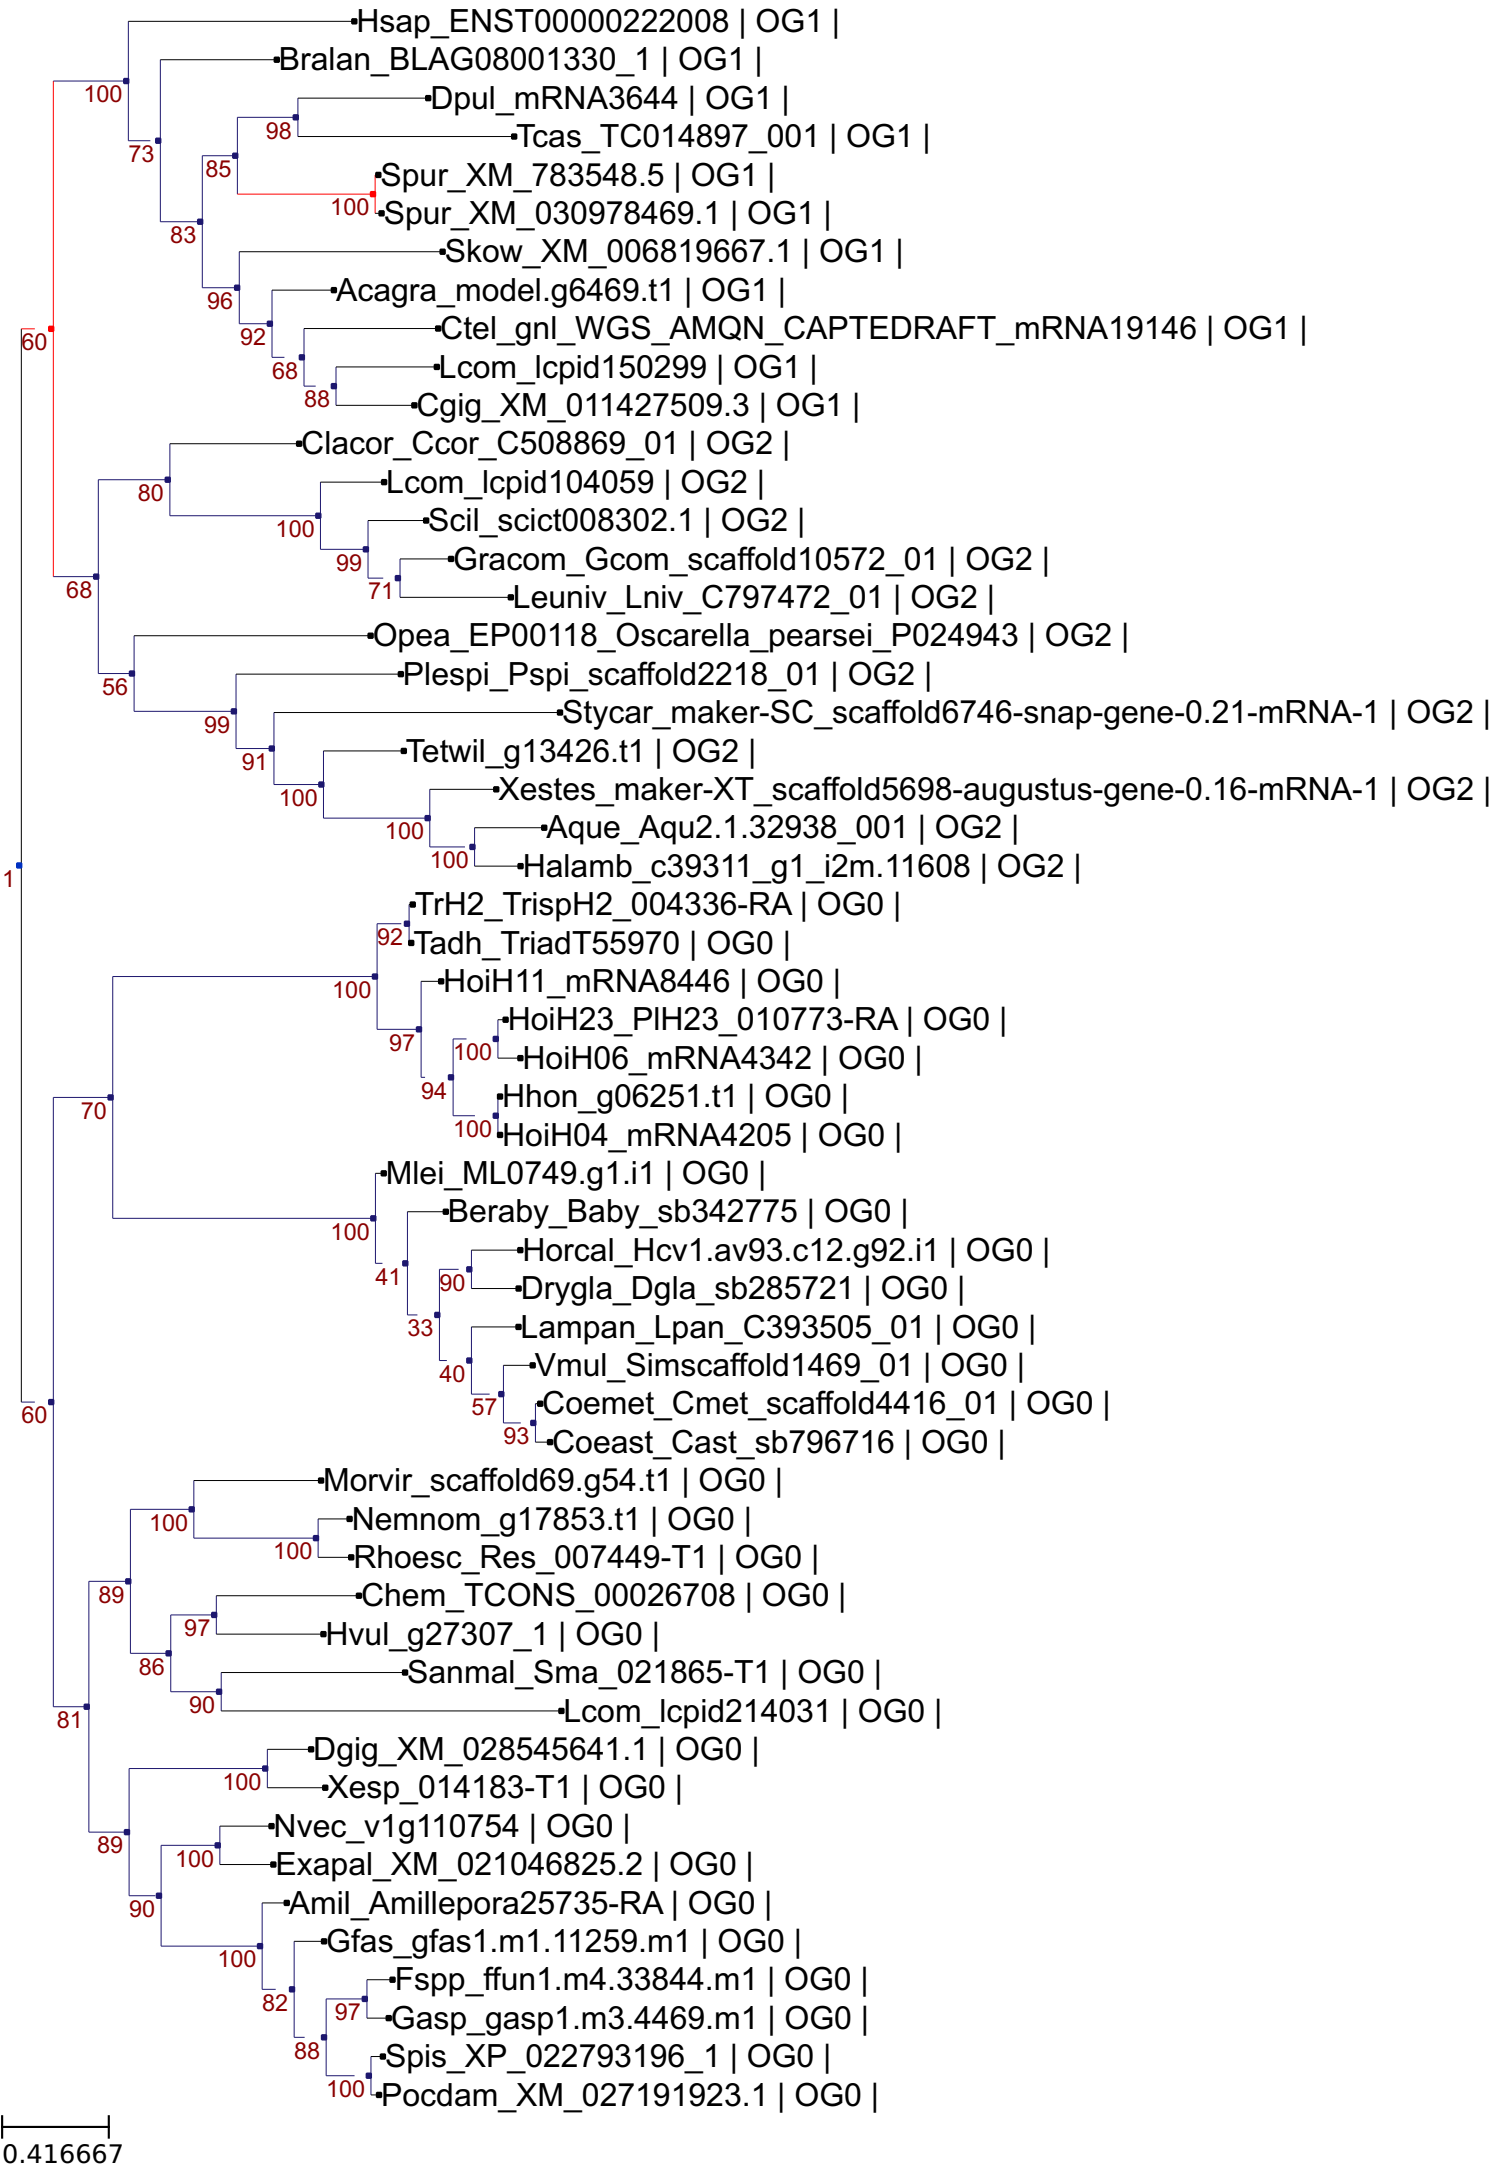 Hsap_ENST00000222008 | OG1 |
Bralan_BLAG08001330_1 | OG1 |
100
Dpul_mRNA3644 | OG1 |
98
Tcas_TC014897_001 | OG1 |
73
85
Spur_XM_783548.5 | OG1 |
100
Spur_XM_030978469.1 | OG1 |
83
Skow_XM_006819667.1 | OG1 |
96
Acagra_model.g6469.t1 | OG1 |
92
Ctel_gnl_WGS_AMQN_CAPTEDRAFT_mRNA19146 | OG1 |
60
68
Lcom_lcpid150299 | OG1 |
88
Cgig_XM_011427509.3 | OG1 |
Clacor_Ccor_C508869_01 | OG2 |
80
Lcom_lcpid104059 | OG2 |
100
Scil_scict008302.1 | OG2 |
99
Gracom_Gcom_scaffold10572_01 | OG2 |
68
71
Leuniv_Lniv_C797472_01 | OG2 |
Opea_EP00118_Oscarella_pearsei_P024943 | OG2 |
56
Plespi_Pspi_scaffold2218_01 | OG2 |
99
Stycar_maker-SC_scaffold6746-snap-gene-0.21-mRNA-1 | OG2 |
91
Tetwil_g13426.t1 | OG2 |
100
Xestes_maker-XT_scaffold5698-augustus-gene-0.16-mRNA-1 | OG2 |
100
Aque_Aqu2.1.32938_001 | OG2 |
100
Halamb_c39311_g1_i2m.11608 | OG2 |
1
TrH2_TrispH2_004336-RA | OG0 |
92
Tadh_TriadT55970 | OG0 |
100
HoiH11_mRNA8446 | OG0 |
97
HoiH23_PlH23_010773-RA | OG0 |
100
HoiH06_mRNA4342 | OG0 |
94
Hhon_g06251.t1 | OG0 |
70
100
HoiH04_mRNA4205 | OG0 |
Mlei_ML0749.g1.i1 | OG0 |
100
Beraby_Baby_sb342775 | OG0 |
41
Horcal_Hcv1.av93.c12.g92.i1 | OG0 |
90
Drygla_Dgla_sb285721 | OG0 |
33
Lampan_Lpan_C393505_01 | OG0 |
40
Vmul_Simscaffold1469_01 | OG0 |
57
Coemet_Cmet_scaffold4416_01 | OG0 |
60
93
Coeast_Cast_sb796716 | OG0 |
Morvir_scaffold69.g54.t1 | OG0 |
100
Nemnom_g17853.t1 | OG0 |
100
Rhoesc_Res_007449-T1 | OG0 |
89
Chem_TCONS_00026708 | OG0 |
97
Hvul_g27307_1 | OG0 |
86
Sanmal_Sma_021865-T1 | OG0 |
90
Lcom_lcpid214031 | OG0 |
81
Dgig_XM_028545641.1 | OG0 |
100
Xesp_014183-T1 | OG0 |
Nvec_v1g110754 | OG0 |
89
100
Exapal_XM_021046825.2 | OG0 |
90
Amil_Amillepora25735-RA | OG0 |
100
Gfas_gfas1.m1.11259.m1 | OG0 |
82
Fspp_ffun1.m4.33844.m1 | OG0 |
97
Gasp_gasp1.m3.4469.m1 | OG0 |
88
Spis_XP_022793196_1 | OG0 |
100
Pocdam_XM_027191923.1 | OG0 |
0.416667